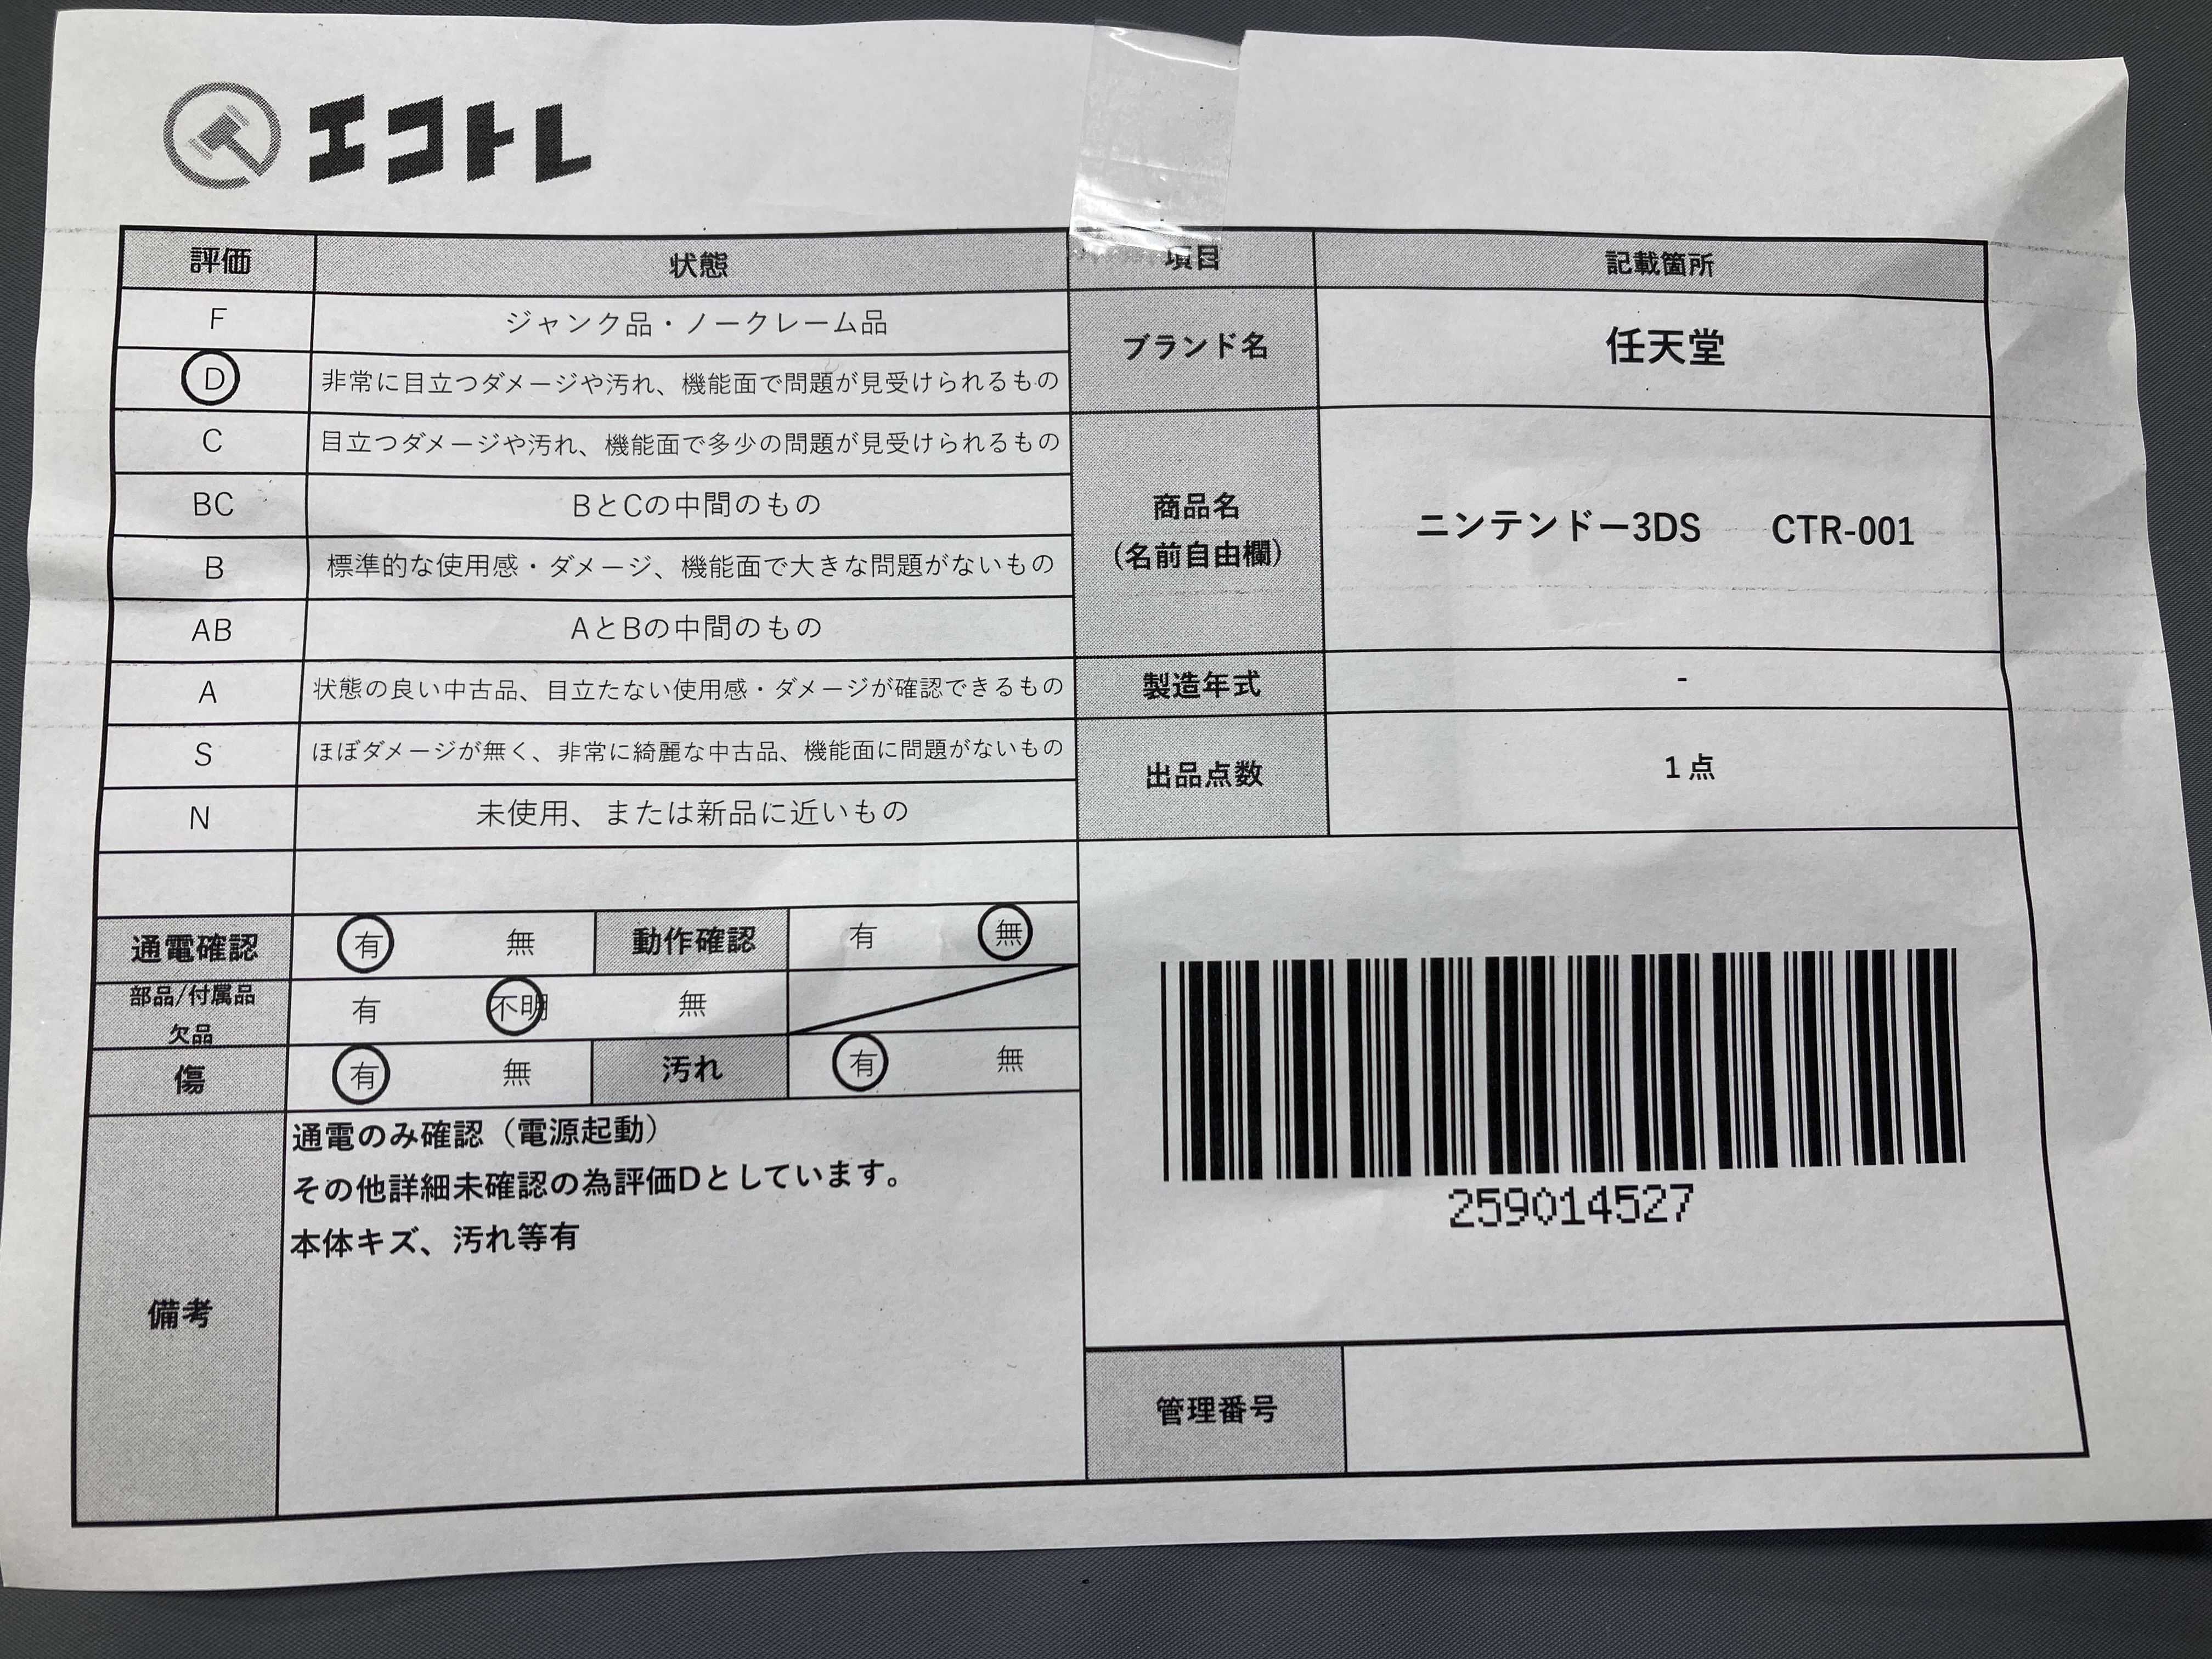 エコトレ
評価 状態
F ジャンク品・ノークレーム品
D 非常に目立つダメージや汚れ、機能面で問題が見受けられるもの
C 目立つダメージや汚れ、機能面で多少の問題が見受けられるもの
BC BとCの中間のもの
B 標準的な使用感・ダメージ、機能面で大きな問題がないもの
AB AとBの中間のもの
A 状態の良い中古品、目立たない使用感・ダメージが確認できるもの
S ほぼダメージが無く、非常に綺麗な中古品、機能面に問題がないもの
N 未使用、または新品に近いもの
通電確認 有 無 動作確認 有 無
部品/付属品
欠品 有 不明 無
傷 有 無 汚れ 有 無
備考
通電のみ確認（電源起動）
その他詳細未確認の為評価Dとしています。
本体キズ、汚れ等有
項目 記載箇所
ブランド名 任天堂
商品名
（名前自由欄）
ニンテンドー3DS CTR-001
製造年式 -
出品点数 1点
259014527
管理番号